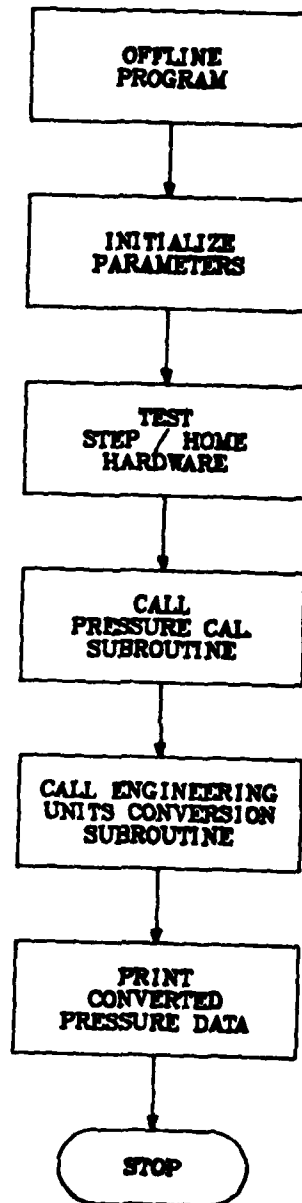 OFFLINE
PROGRAM
INITIALIZE
PARAMETERS
TEST
STEP / HOME
HARDWARE
CALL
PRESSURE CAL.
SUBROUTINE
CALL ENGINEERING
UNITS CONVERSION
SUBROUTINE
PRINT
CONVERTED
PRESSURE DATA
STOP